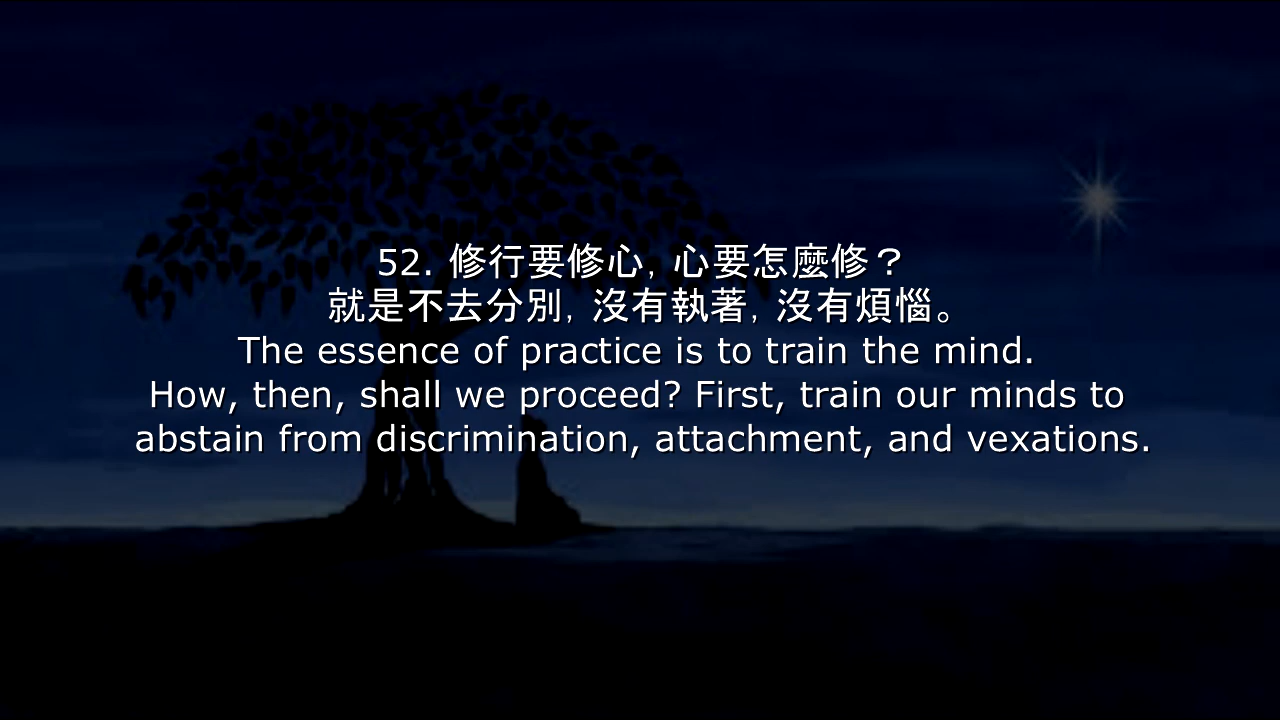 52. 修行要修心, 心要怎麼修？
就是不去分別, 沒有執著, 沒有煩惱。
The essence of practice is to train the mind.
How, then, shall we proceed? First, train our minds to
abstain from discrimination, attachment, and vexations.